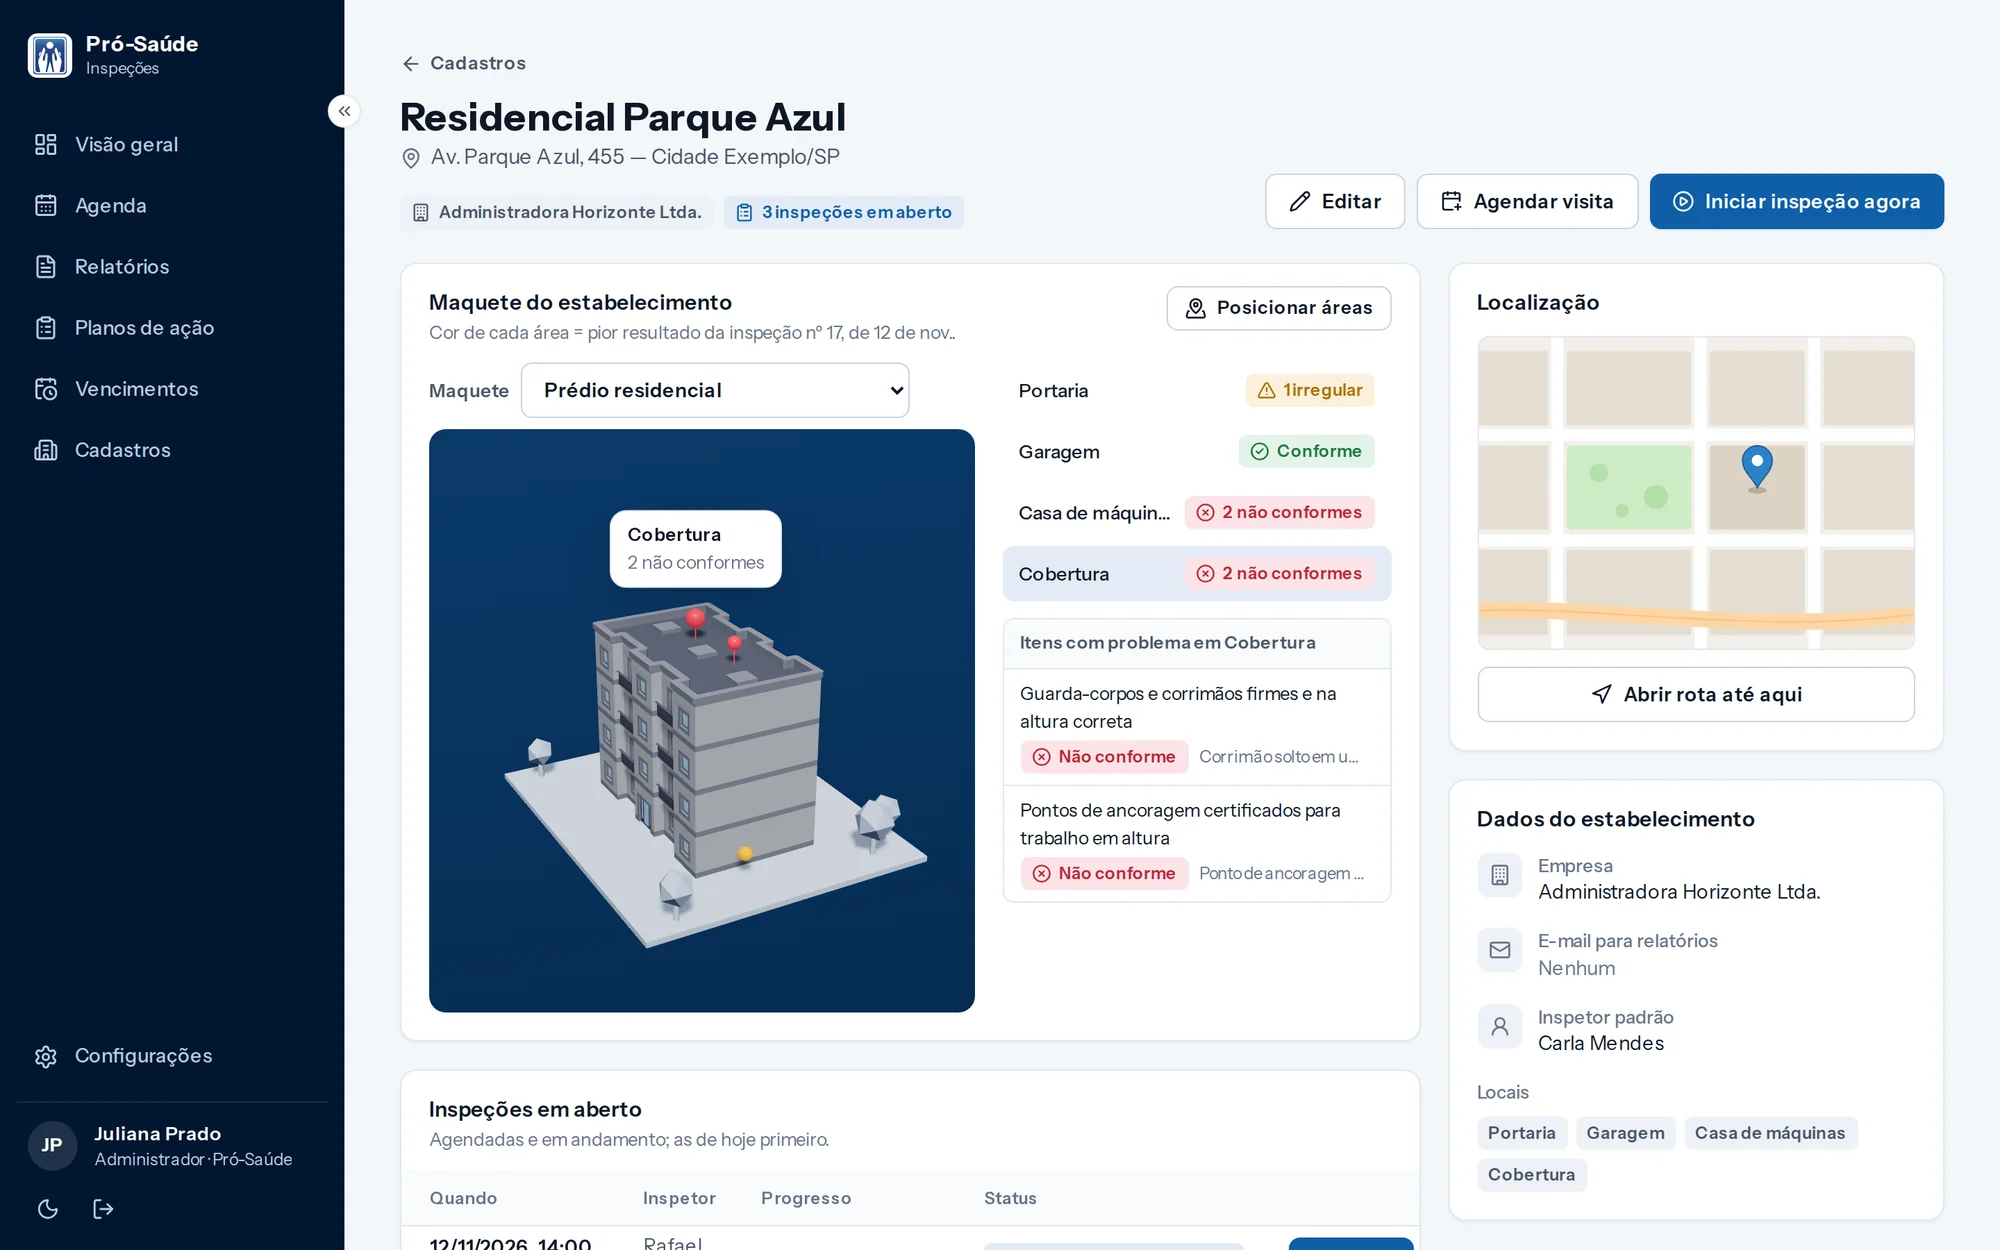 Pró-Saúde
Inspeções
Visão geral
Agenda
Relatórios
Planos de ação
Vencimentos
Cadastros
Configurações
JP
Juliana Prado
Administrador · Pró-Saúde
Cadastros
Residencial Parque Azul
Av. Parque Azul, 455 — Cidade Exemplo/SP
Administradora Horizonte Ltda.
3 inspeções em aberto
Editar
Agendar visita
Iniciar inspeção agora
Maquete do estabelecimento
Cor de cada área = pior resultado da inspeção nº 17, de 12 de nov..
Posicionar áreas
Maquete
Prédio residencial
Cobertura
2 não conformes
Portaria
1 irregular
Garagem
Conforme
Casa de máquin...
2 não conformes
Cobertura
2 não conformes
Itens com problema em Cobertura
Guarda-corpos e corrimãos firmes e na
altura correta
Não conforme
Corrimão solto em u...
Pontos de ancoragem certificados para
trabalho em altura
Não conforme
Ponto de ancoragem ...
Inspeções em aberto
Agendadas e em andamento; as de hoje primeiro.
Quando
Inspetor
Progresso
Status
12/11/2026, 14:00
Rafael
Localização
Abrir rota até aqui
Dados do estabelecimento
Empresa
Administradora Horizonte Ltda.
E-mail para relatórios
Nenhum
Inspetor padrão
Carla Mendes
Locais
Portaria
Garagem
Casa de máquinas
Cobertura